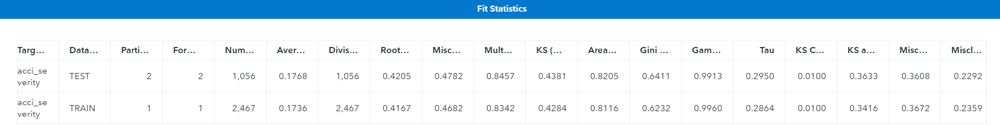 Fit Statistics
Targ... Data... Parti... For... Num... Aver... Divis... Root... Misc... Mult... KS (... Area... Gini ... Gam... Tau KS C... KS a... Misc... Miscl...
acci_se
verity TEST 2 2 1,056 0.1768 1,056 0.4205 0.4782 0.8457 0.4381 0.8205 0.6411 0.9913 0.2950 0.0100 0.3633 0.3608 0.2292
acci_se
verity TRAIN 1 1 2,467 0.1736 2,467 0.4167 0.4682 0.8342 0.4284 0.8116 0.6232 0.9960 0.2864 0.0100 0.3416 0.3672 0.2359